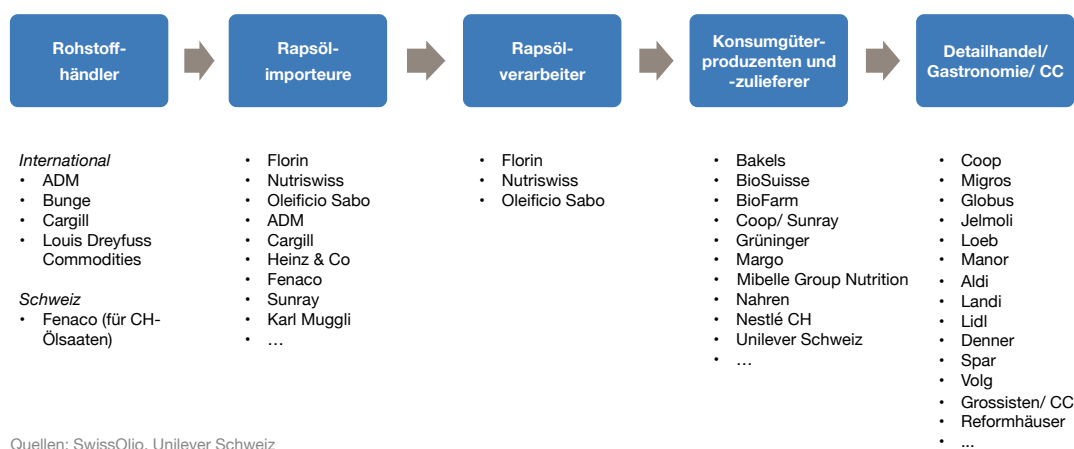 Rohstoff-
händler
Rapsöl-
importeure
Rapsöl-
verarbeiter
Konsumgüter-
produzenten und
-zulieferer
Detailhandel/
Gastronomie/ CC
International
• ADM
• Bunge
• Cargill
• Louis Dreyfuss
Commodities
Schweiz
• Fenaco (für CH-
Ölsaaten)
• Florin
• Nutriswiss
• Oleificio Sabo
• ADM
• Cargill
• Heinz & Co
• Fenaco
• Sunray
• Karl Muggli
• …
• Florin
• Nutriswiss
• Oleificio Sabo
• Bakels
• BioSuisse
• BioFarm
• Coop/ Sunray
• Grüninger
• Margo
• Mibelle Group Nutrition
• Nahren
• Nestlé CH
• Unilever Schweiz
• …
• Coop
• Migros
• Globus
• Jelmoli
• Loeb
• Manor
• Aldi
• Landi
• Lidl
• Denner
• Spar
• Volg
• Grossisten/ CC
• Reformhäuser
• ...
Quellen: SwissOlio, Unilever Schweiz